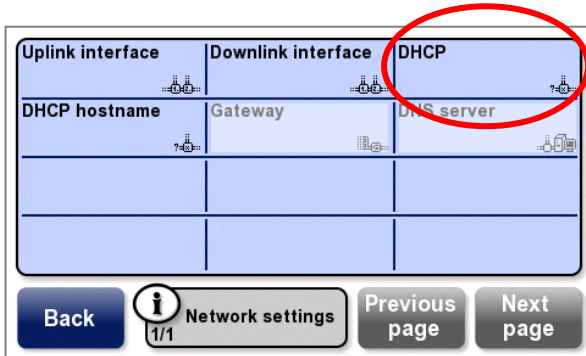 Uplink interface
Downlink interface
DHCP
DHCP hostname
Gateway
DNS server
Back
i
1/1
Network settings
Previous
page
Next
page